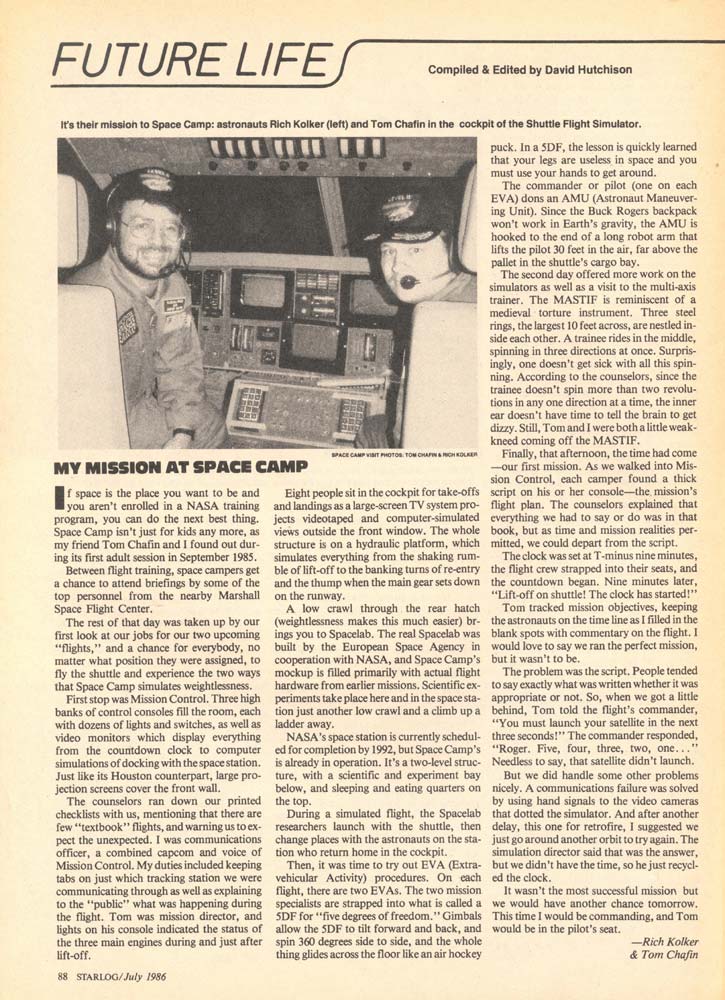 FUTURE LIFE
Compiled & Edited by David Hutchison
It's their mission to Space Camp: astronauts Rich Kolker (left) and Tom Chafin in the cockpit of the Shuttle Flight Simulator.
SPACE CAMP VISIT PHOTOS: TOM CHAFIN & RICH KOLKER
MY MISSION AT SPACE CAMP
If space is the place you want to be and
you aren't enrolled in a NASA training
program, you can do the next best thing.
Space Camp isn't just for kids any more, as
my friend Tom Chafin and I found out dur-
ing its first adult session in September 1985.
Between flight training, space campers get
a chance to attend briefings by some of the
top personnel from the nearby Marshall
Space Flight Center.
The rest of that day was taken up by our
first look at our jobs for our two upcoming
"flights," and a chance for everybody, no
matter what position they were assigned, to
fly the shuttle and experience the two ways
that Space Camp simulates weightlessness.
First stop was Mission Control. Three high
banks of control consoles fill the room, each
with dozens of lights and switches, as well as
video monitors which display everything
from the countdown clock to computer
simulations of docking with the space station.
Just like its Houston counterpart, large pro-
jection screens cover the front wall.
The counselors ran down our printed
checklists with us, mentioning that there are
few "textbook" flights, and warning us to ex-
pect the unexpected. I was communications
officer, a combined capcom and voice of
Mission Control. My duties included keeping
tabs on just which tracking station we were
communicating through as well as explaining
to the "public" what was happening during
the flight. Tom was mission director, and
lights on his console indicated the status of
the three main engines during and just after
lift-off.
Eight people sit in the cockpit for take-offs
and landings as a large-screen TV system pro-
jects videotaped and computer-simulated
views outside the front window. The whole
structure is on a hydraulic platform, which
simulates everything from the shaking rum-
ble of lift-off to the banking turns of re-entry
and the thump when the main gear sets down
on the runway.
A low crawl through the rear hatch
(weightlessness makes this much easier) br-
ings you to Spacelab. The real Spacelab was
built by the European Space Agency in
cooperation with NASA, and Space Camp's
mockup is filled primarily with actual flight
hardware from earlier missions. Scientific ex-
periments take place here and in the space sta-
tion just another low crawl and a climb up a
ladder away.
NASA's space station is currently schedul-
ed for completion by 1992, but Space Camp's
is already in operation. It's a two-level struc-
ture, with a scientific and experiment bay
below, and sleeping and eating quarters on
the top.
During a simulated flight, the Spacelab
researchers launch with the shuttle, then
change places with the astronauts on the sta-
tion who return home in the cockpit.
Then, it was time to try out EVA (Extra-
vehicular Activity) procedures. On each
flight, there are two EVAs. The two mission
specialists are strapped into what is called a
5DF for "five degrees of freedom." Gimbals
allow the 5DF to tilt forward and back, and
spin 360 degrees side to side, and the whole
thing glides across the floor like an air hockey
puck. In a 5DF, the lesson is quickly learned
that your legs are useless in space and you
must use your hands to get around.
The commander or pilot (one on each
EVA) dons an AMU (Astronaut Maneuver-
ing Unit). Since the Buck Rogers backpack
won't work in Earth's gravity, the AMU is
hooked to the end of a long robot arm that
lifts the pilot 30 feet in the air, far above the
pallet in the shuttle's cargo bay.
The second day offered more work on the
simulators as well as a visit to the multi-axis
trainer. The MASTIF is reminiscent of a
medieval torture instrument. Three steel
rings, the largest 10 feet across, are nestled in-
side each other. A trainee rides in the middle,
spinning in three directions at once. Surpris-
ingly, one doesn't get sick with all this spin-
ning. According to the counselors, since the
trainee doesn't spin more than two revolu-
tions in any one direction at a time, the inner
ear doesn't have time to tell the brain to get
dizzy. Still, Tom and I were both a little weak-
kneed coming off the MASTIF.
Finally, that afternoon, the time had come
—our first mission. As we walked into Mis-
sion Control, each camper found a thick
script on his or her console—the mission's
flight plan. The counselors explained that
everything we had to say or do was in that
book, but as time and mission realities per-
mitted, we could depart from the script.
The clock was set at T-minus nine minutes,
the flight crew strapped into their seats, and
the countdown began. Nine minutes later,
"Lift-off on shuttle! The clock has started!"
Tom tracked mission objectives, keeping
the astronauts on the time line as I filled in the
blank spots with commentary on the flight. I
would love to say we ran the perfect mission,
but it wasn't to be.
The problem was the script. People tended
to say exactly what was written whether it was
appropriate or not. So, when we got a little
behind, Tom told the flight's commander,
"You must launch your satellite in the next
three seconds!" The commander responded,
"Roger. Five, four, three, two, one..."
Needless to say, that satellite didn't launch.
But we did handle some other problems
nicely. A communications failure was solved
by using hand signals to the video cameras
that dotted the simulator. And after another
delay, this one for retrofire, I suggested we
just go around another orbit to try again. The
simulation director said that was the answer,
but we didn't have the time, so he just recycl-
ed the clock.
It wasn't the most successful mission but
we would have another chance tomorrow.
This time I would be commanding, and Tom
would be in the pilot's seat.
—Rich Kolker
& Tom Chafin
88 STARLOG/July 1986